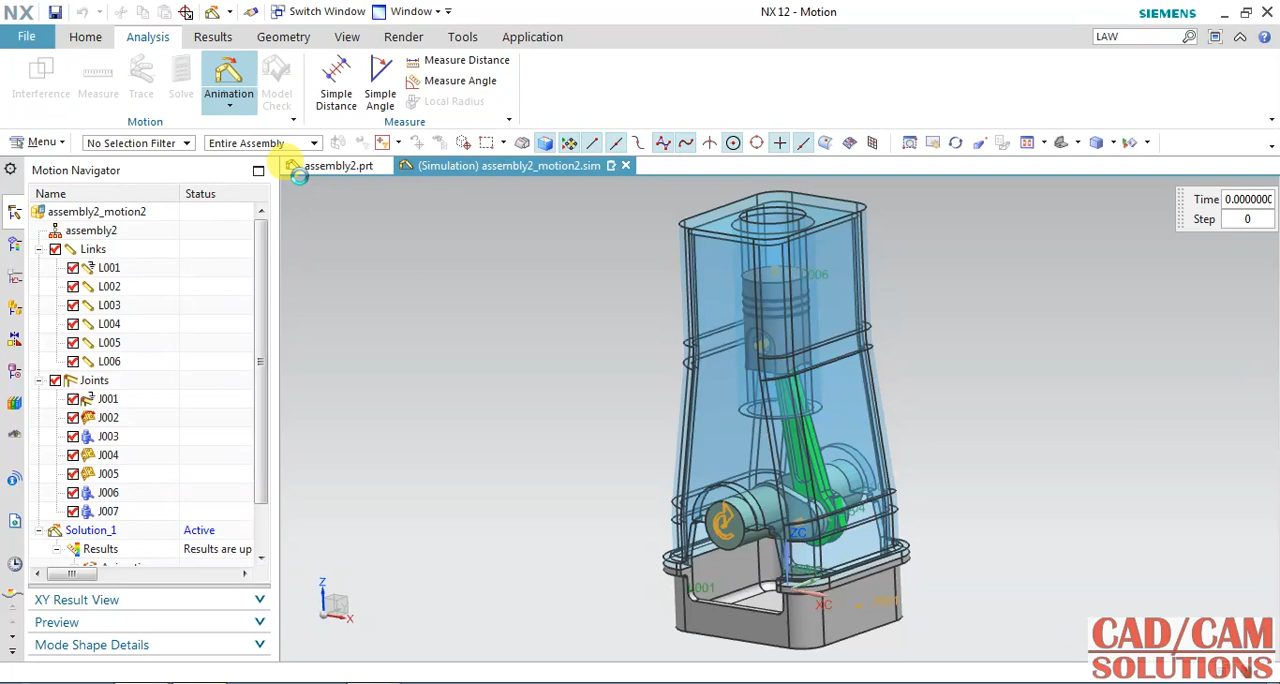 NX
Switch Window
Window
NX 12 - Motion
SIEMENS
File
Home
Analysis
Results
Geometry
View
Render
Tools
Application
LAW
Interference
Measure
Trace
Solve
Animation
Model
Check
Simple
Distance
Simple
Angle
Measure Distance
Measure Angle
Local Radius
Motion
Measure
Menu
No Selection Filter
Entire Assembly
Motion Navigator
assembly2.prt
(Simulation) assembly2_motion2.sim
Name
Status
Time 0.000000C
Step 0
assembly2_motion2
assembly2
Links
L001
L002
L003
L004
L005
L006
Joints
J001
J002
J003
J004
J005
J006
J007
Solution_1
Active
Results
Results are up
XY Result View
Preview
Mode Shape Details
Z
X
ZC
XC
CAD/CAM
SOLUTIONS